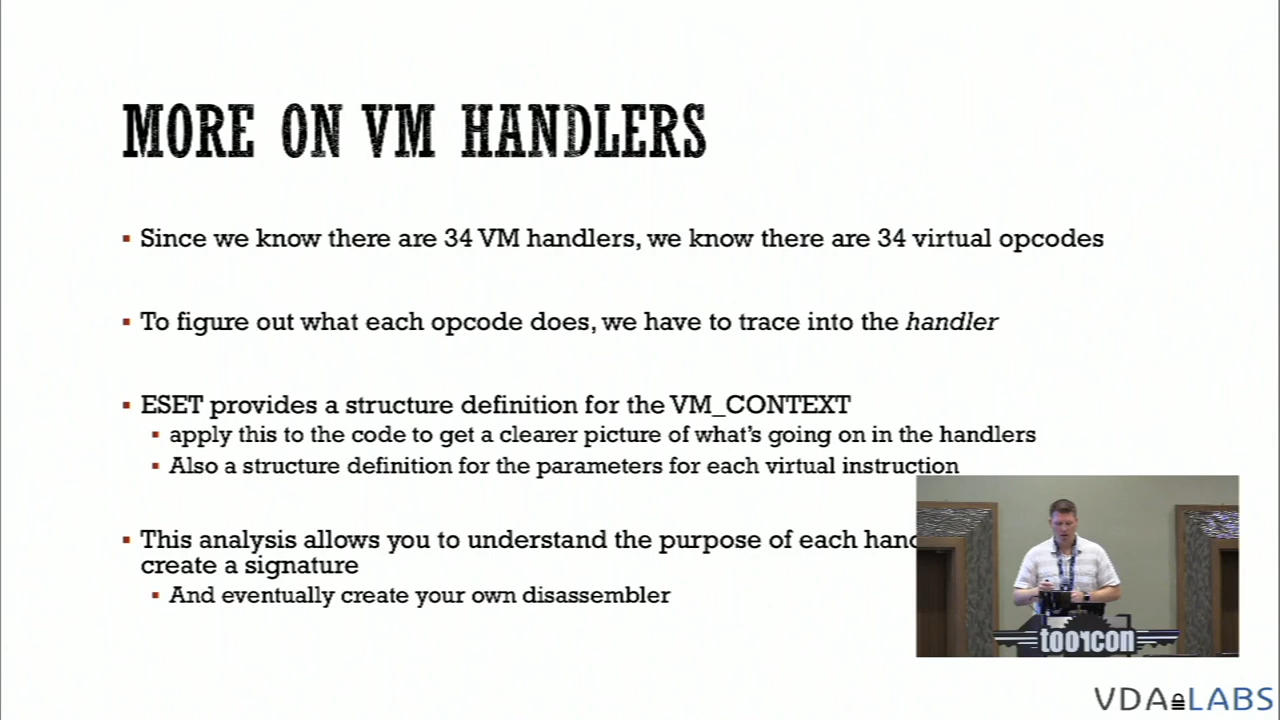 MORE ON VM HANDLERS
▪ Since we know there are 34 VM handlers, we know there are 34 virtual opcodes
▪ To figure out what each opcode does, we have to trace into the handler
▪ ESET provides a structure definition for the VM_CONTEXT
▪ apply this to the code to get a clearer picture of what's going on in the handlers
▪ Also a structure definition for the parameters for each virtual instruction
▪ This analysis allows you to understand the purpose of each
create a signature
▪ And eventually create your own disassembler
toorcon
VDA LABS